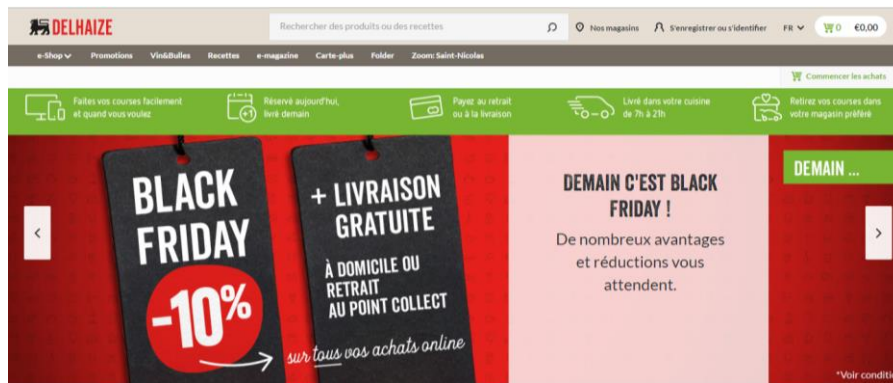 DELHAIZE
Rechercher des produits ou des recettes
Nos magasins
S'enregistrer ou s'identifier
FR
0 €0,00
e-Shop Promotions Vin&Bulles Recettes e-magazine Carte-plus Folder Zoom: Saint-Nicolas
Commencer les achats
Faites vos courses facilement
et quand vous voulez
+1
Réservé aujourd'hui,
livré demain
Payez au retrait
ou à la livraison
Livré dans votre cuisine
de 7h à 21h
Retirez vos courses dans
votre magasin préféré
BLACK
FRIDAY
-10%
+ LIVRAISON
GRATUITE
À DOMICILE OU
RETRAIT
AU POINT COLLECT
sur tous vos achats online
DEMAIN C'EST BLACK
FRIDAY !
De nombreux avantages
et réductions vous
attendent.
DEMAIN ...
*Voir conditi